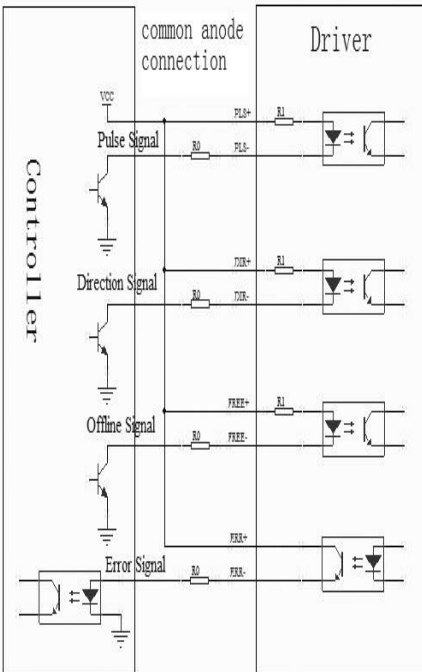 common anode
connection
Driver
Controller
VCC
PLS+
R1
Pulse Signal
R0
PLS-
DIR+
R1
Direction Signal
R0
DIR-
FREE+
R1
Offline Signal
R0
FREE-
ERR+
Error Signal
R0
ERR-